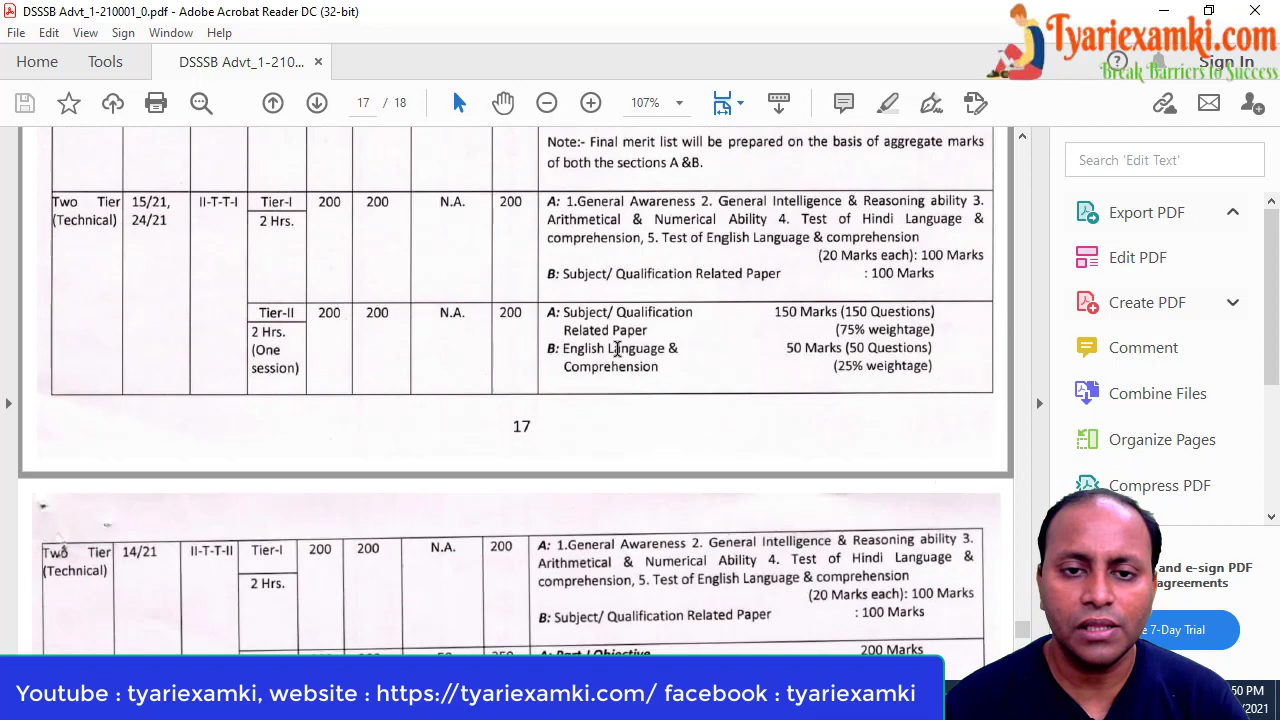 DSSSB Advt_1-210001_0.pdf - Adobe Acrobat Reader DC (32-bit)
File Edit View Sign Window Help
Tyariexamki.com
Break Barriers to Success
Home Tools DSSSB Advt_1-210... × Sign In
17 / 18 107%
Note:- Final merit list will be prepared on the basis of aggregate marks
of both the sections A &B.
Two Tier 15/21, II-T-T-I Tier-I 200 200 N.A. 200 A: 1.General Awareness 2. General Intelligence & Reasoning ability 3.
(Technical) 24/21 2 Hrs. Arithmetical & Numerical Ability 4. Test of Hindi Language &
comprehension, 5. Test of English Language & comprehension
(20 Marks each): 100 Marks
B: Subject/ Qualification Related Paper : 100 Marks
Tier-II 200 200 N.A. 200 A: Subject/ Qualification 150 Marks (150 Questions)
2 Hrs. Related Paper (75% weightage)
(One B: English Language & 50 Marks (50 Questions)
session) Comprehension (25% weightage)
17
Two Tier 14/21 II-T-T-II Tier-I 200 200 N.A. 200 A: 1.General Awareness 2. General Intelligence & Reasoning ability 3.
(Technical) 2 Hrs. Arithmetical & Numerical Ability 4. Test of Hindi Language &
comprehension, 5. Test of English Language & comprehension
(20 Marks each): 100 Marks
B: Subject/ Qualification Related Paper : 100 Marks
A: Part-I Objective 200 Marks
Search 'Edit Text'
Export PDF
Edit PDF
Create PDF
Comment
Combine Files
Organize Pages
Compress PDF
and e-sign PDF
agreements
7-Day Trial
Youtube : tyariexamki, website : https://tyariexamki.com/ facebook : tyariexamki
:50 PM
/2021